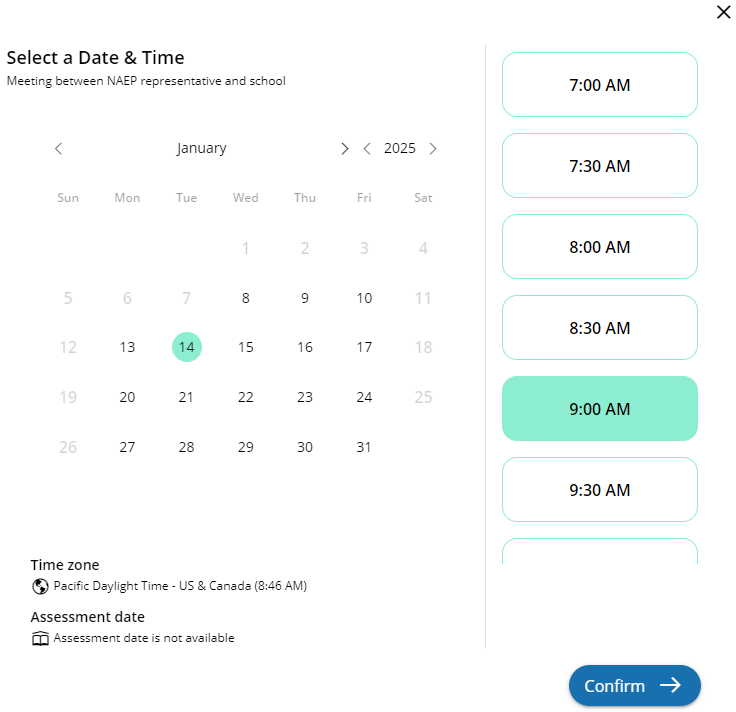 Select a Date & Time
Meeting between NAEP representative and school
January 2025
Sun Mon Tue Wed Thu Fri Sat
1 2 3 4
5 6 7 8 9 10 11
12 13 14 15 16 17 18
19 20 21 22 23 24 25
26 27 28 29 30 31
Time zone
Pacific Daylight Time - US & Canada (8:46 AM)
Assessment date
Assessment date is not available
7:00 AM
7:30 AM
8:00 AM
8:30 AM
9:00 AM
9:30 AM
Confirm